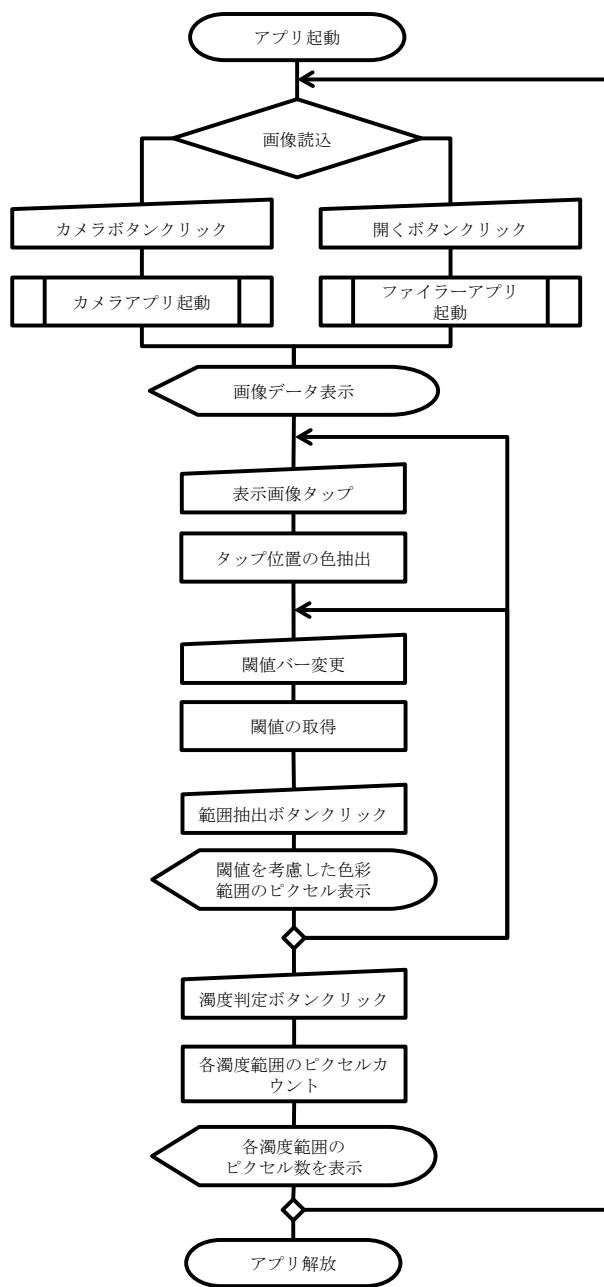 アプリ起動
画像読込
カメラボタンクリック
開くボタンクリック
カメラアプリ起動
ファイラーアプリ
起動
画像データ表示
表示画像タップ
タップ位置の色抽出
閾値バー変更
閾値の取得
範囲抽出ボタンクリック
閾値を考慮した色彩
範囲のピクセル表示
濁度判定ボタンクリック
各濁度範囲のピクセルカ
ウント
各濁度範囲の
ピクセル数を表示
アプリ解放